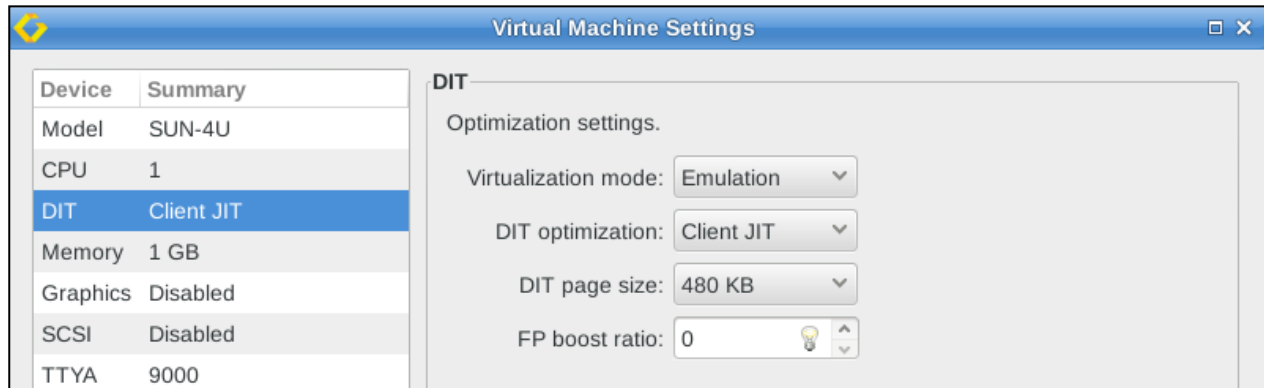 Virtual Machine Settings
Device Summary
Model SUN-4U
CPU 1
DIT Client JIT
Memory 1 GB
Graphics Disabled
SCSI Disabled
TTYA 9000
DIT
Optimization settings.
Virtualization mode: Emulation
DIT optimization: Client JIT
DIT page size: 480 KB
FP boost ratio: 0